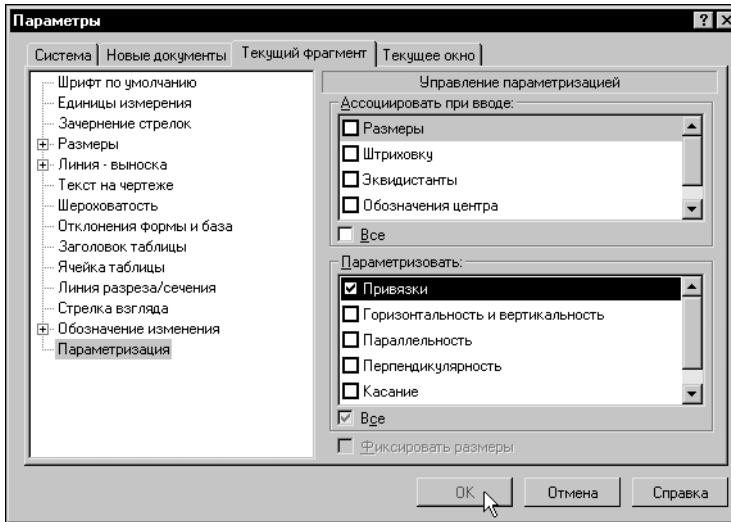 Параметры
Система Новые документы Текущий фрагмент Текущее окно
Шрифт по умолчанию
Единицы измерения
Зачернение стрелок
Размеры
Линия - выноска
Текст на чертеже
Шероховатость
Отклонения формы и база
Заголовок таблицы
Ячейка таблицы
Линия разреза/сечения
Стрелка взгляда
Обозначение изменения
Параметризация
Управление параметризацией
Ассоциировать при вводе:
Размеры
Штриховку
Эквидистанты
Обозначения центра
Все
Параметризовать:
Привязки
Горизонтальность и вертикальность
Параллельность
Перпендикулярность
Касание
Все
Фиксировать размеры
OK Отмена Справка